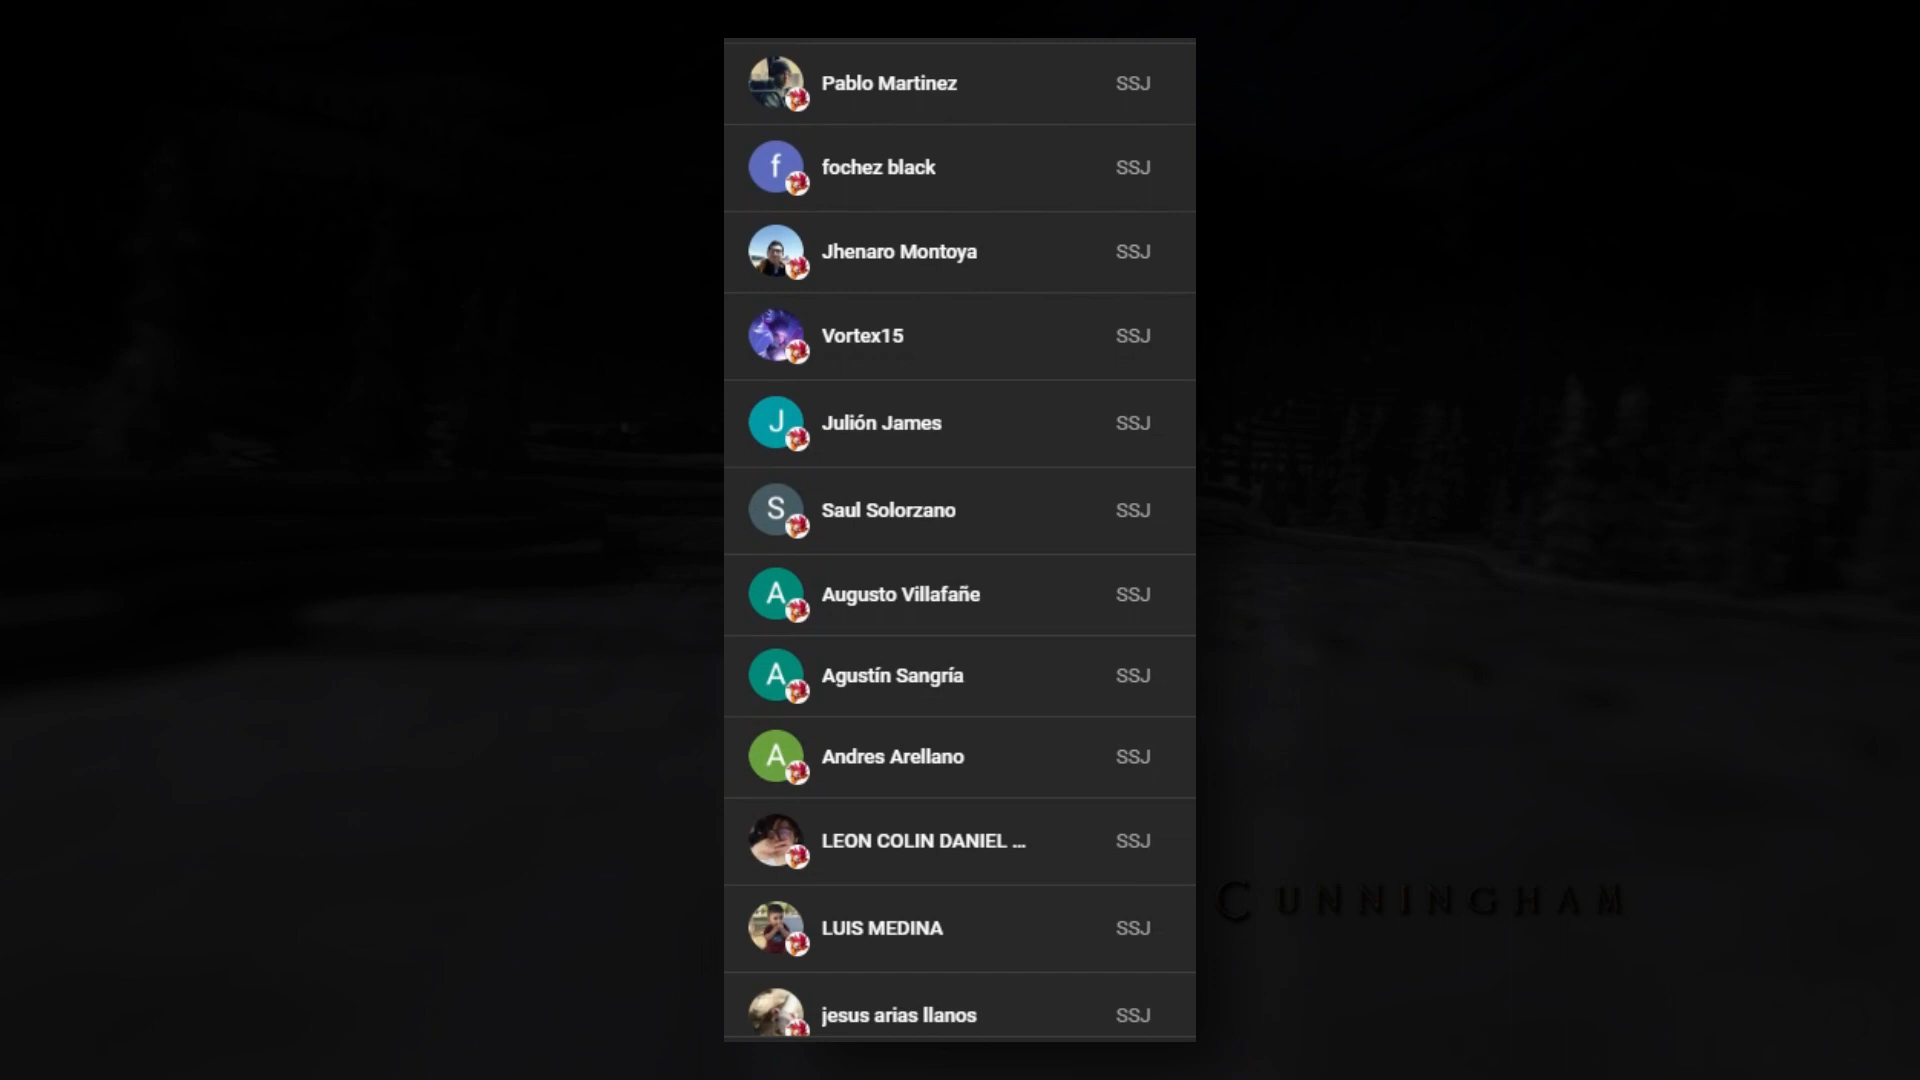 Pablo Martinez SSJ
f fochez black SSJ
Jhenaro Montoya SSJ
Vortex15 SSJ
J Julión James SSJ
S Saul Solorzano SSJ
A Augusto Villafañe SSJ
A Agustín Sangría SSJ
A Andres Arellano SSJ
LEON COLIN DANIEL ... SSJ
CUNNINGHAM
LUIS MEDINA SSJ
jesus arias llanos SSJ